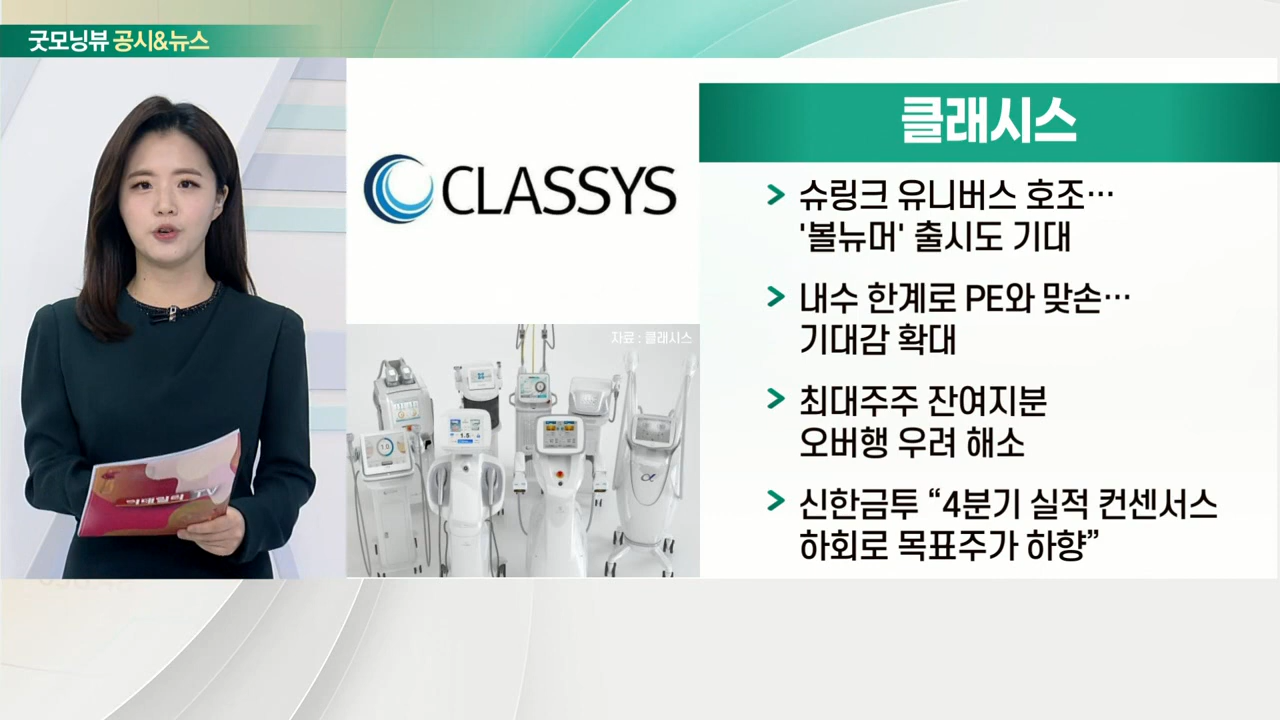 굿모닝뷰 공시&뉴스
CLASSYS
자료 : 클래시스
클래시스
슈링크 유니버스 호조…
'볼뉴머' 출시도 기대
내수 한계로 PE와 맞손…
기대감 확대
최대주주 잔여지분
오버행 우려 해소
신한금투 “4분기 실적 컨센서스
하회로 목표주가 하향”